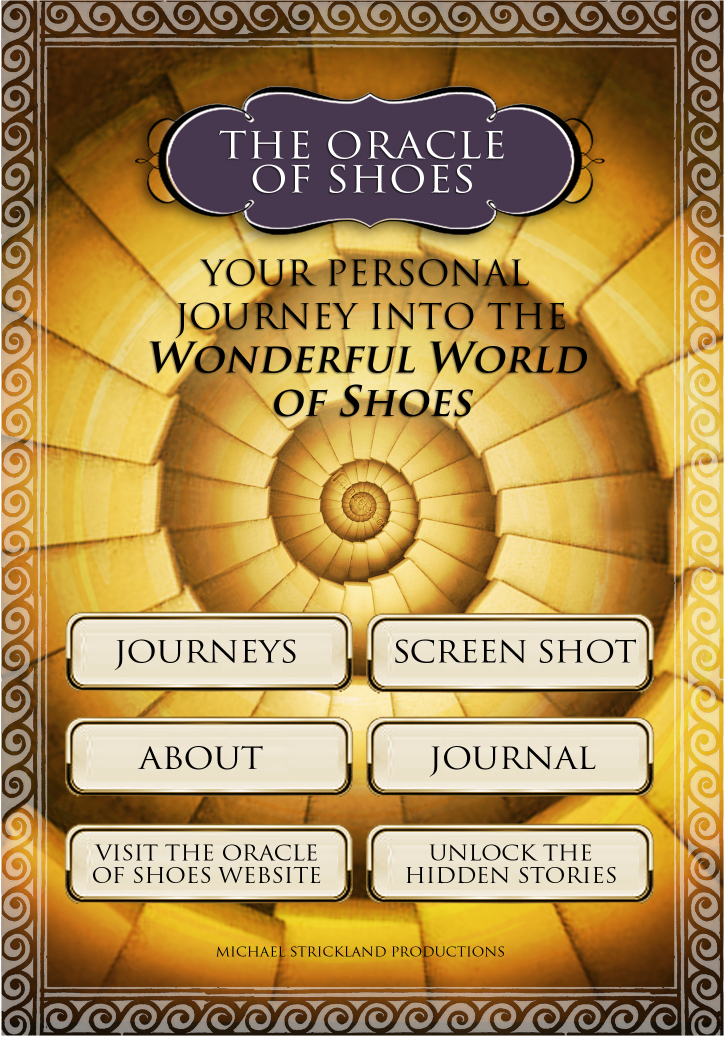 THE ORACLE
OF SHOES
YOUR PERSONAL
JOURNEY INTO THE
WONDERFUL WORLD
OF SHOES
JOURNEYS
SCREEN SHOT
ABOUT
JOURNAL
VISIT THE ORACLE
OF SHOES WEBSITE
UNLOCK THE
HIDDEN STORIES
MICHAEL STRICKLAND PRODUCTIONS